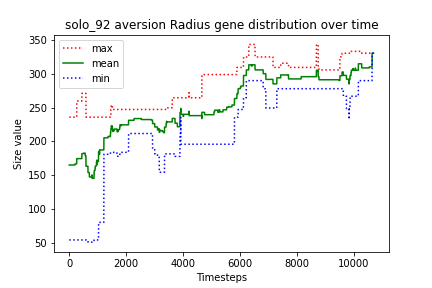 solo_92 aversion Radius gene distribution over time
max
mean
min
Size value
350
300
250
200
150
100
50
0
2000
4000
6000
8000
10000
Timesteps